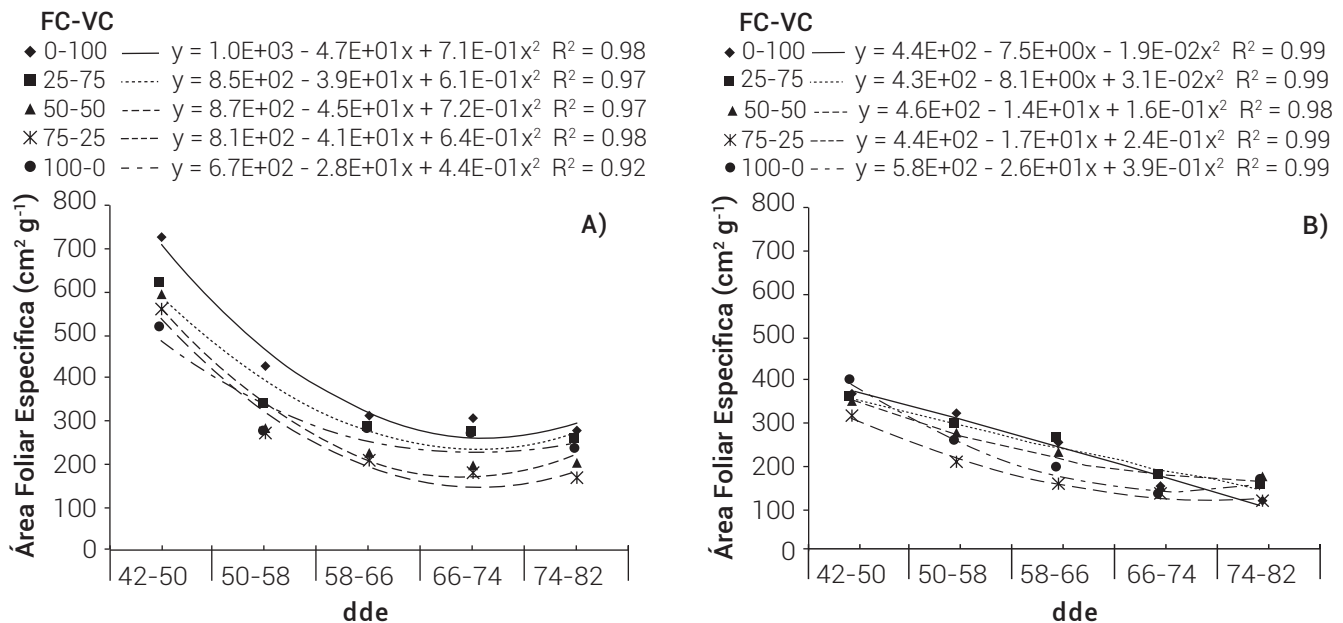 FC-VC
0-100 y = 1.0E+03 - 4.7E+01x + 7.1E-01x² R² = 0.98
25-75 y = 8.5E+02 - 3.9E+01x + 6.1E-01x² R² = 0.97
50-50 y = 8.7E+02 - 4.5E+01x + 7.2E-01x² R² = 0.97
75-25 y = 8.1E+02 - 4.1E+01x + 6.4E-01x² R² = 0.98
100-0 y = 6.7E+02 - 2.8E+01x + 4.4E-01x² R² = 0.92
A)
Área Foliar Especifica (cm² g⁻¹)
800
700
600
500
400
300
200
100
0
42-50 50-58 58-66 66-74 74-82
dde
FC-VC
0-100 y = 4.4E+02 - 7.5E+00x - 1.9E-02x² R² = 0.99
25-75 y = 4.3E+02 - 8.1E+00x + 3.1E-02x² R² = 0.99
50-50 y = 4.6E+02 - 1.4E+01x + 1.6E-01x² R² = 0.98
75-25 y = 4.4E+02 - 1.7E+01x + 2.4E-01x² R² = 0.99
100-0 y = 5.8E+02 - 2.6E+01x + 3.9E-01x² R² = 0.99
B)
Área Foliar Especifica (cm² g⁻¹)
800
700
600
500
400
300
200
100
0
42-50 50-58 58-66 66-74 74-82
dde